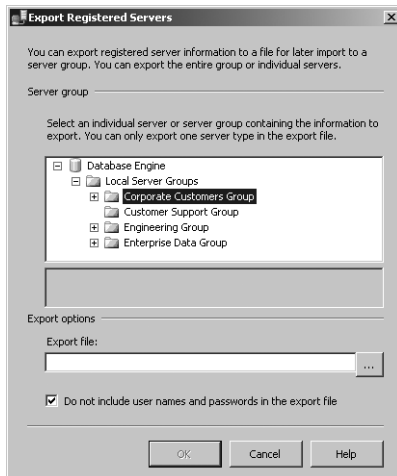 Export Registered Servers
You can export registered server information to a file for later import to a
server group. You can export the entire group or individual servers.
Server group
Select an individual server or server group containing the information to
export. You can only export one server type in the export file.
Database Engine
Local Server Groups
Corporate Customers Group
Customer Support Group
Engineering Group
Enterprise Data Group
Export options
Export file:
...
Do not include user names and passwords in the export file
OK Cancel Help